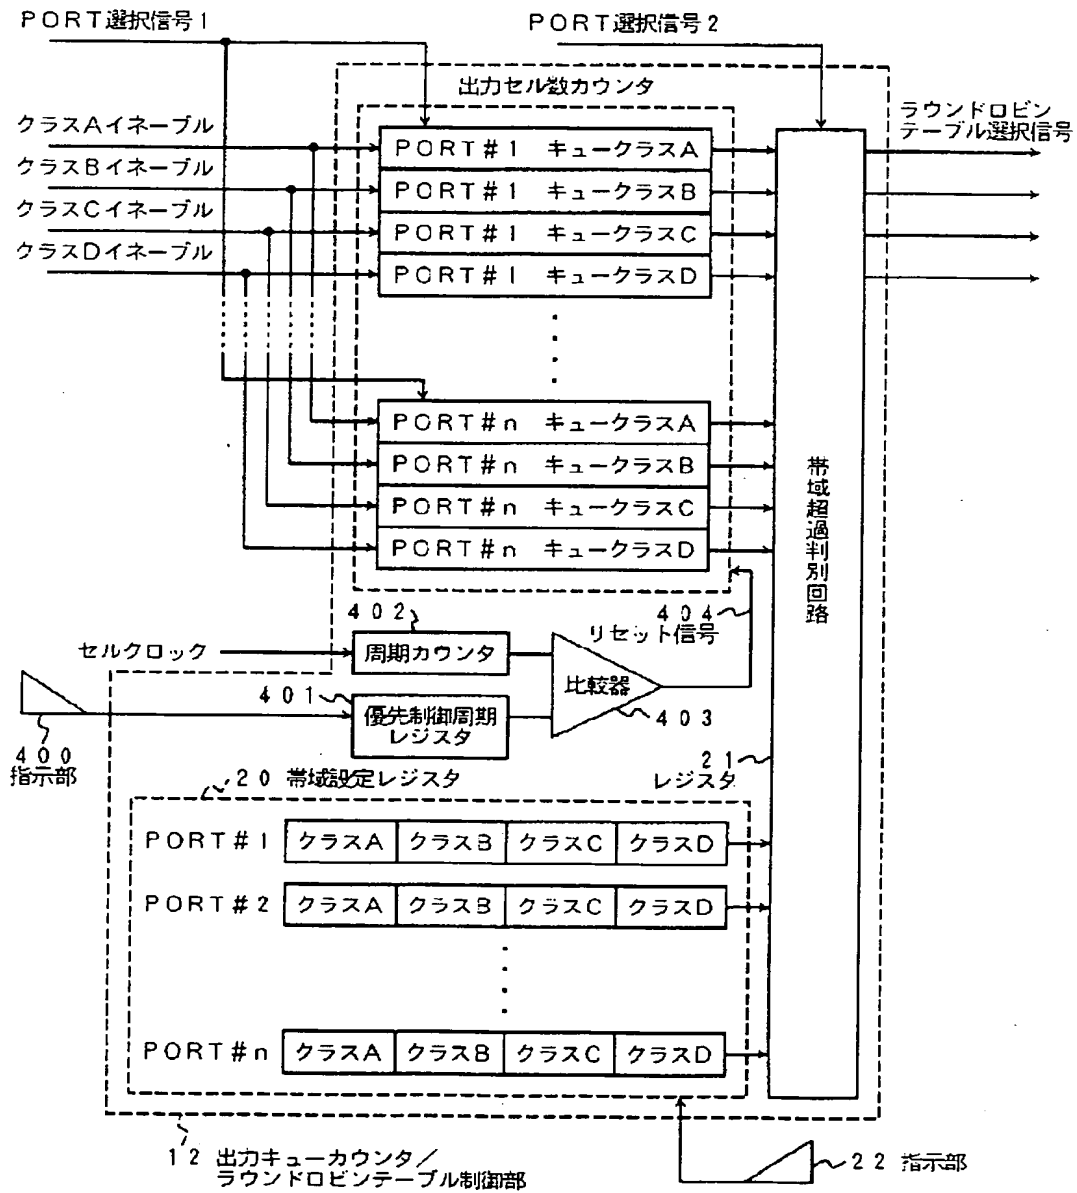 PORT選択信号1
PORT選択信号2
出力セル数カウンタ
ラウンドロビン
テーブル選択信号
クラスAイネーブル
クラスBイネーブル
クラスCイネーブル
クラスDイネーブル
PORT#1 キュークラスA
PORT#1 キュークラスB
PORT#1 キュークラスC
PORT#1 キュークラスD
PORT#n キュークラスA
PORT#n キュークラスB
PORT#n キュークラスC
PORT#n キュークラスD
帯域超過判別回路
402
404
リセット信号
セルクロック
周期カウンタ
比較器
401
403
優先制御周期
レジスタ
400
指示部
21
レジスタ
20 帯域設定レジスタ
PORT#1 クラスA クラスB クラスC クラスD
PORT#2 クラスA クラスB クラスC クラスD
PORT#n クラスA クラスB クラスC クラスD
12 出力キューカウンタ/
ラウンドロビンテーブル制御部
22 指示部